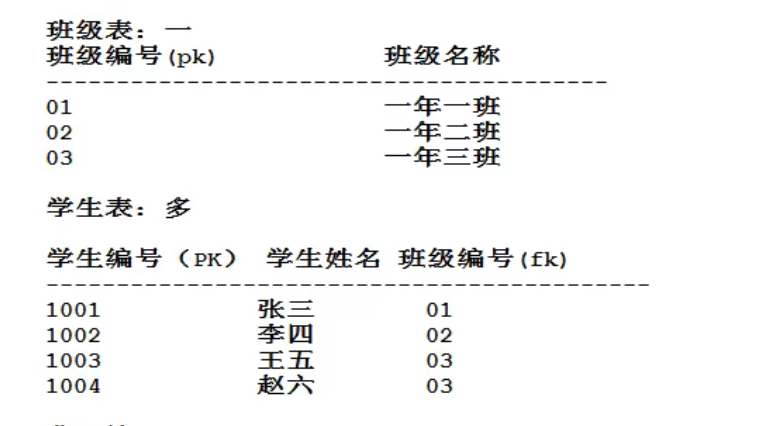 班级表：一
班级编号(pk) 班级名称
----------------------------------------
01 一年一班
02 一年二班
03 一年三班
学生表：多
学生编号（PK） 学生姓名 班级编号(fk)
-------------------------------------------
1001 张三 01
1002 李四 02
1003 王五 03
1004 赵六 03